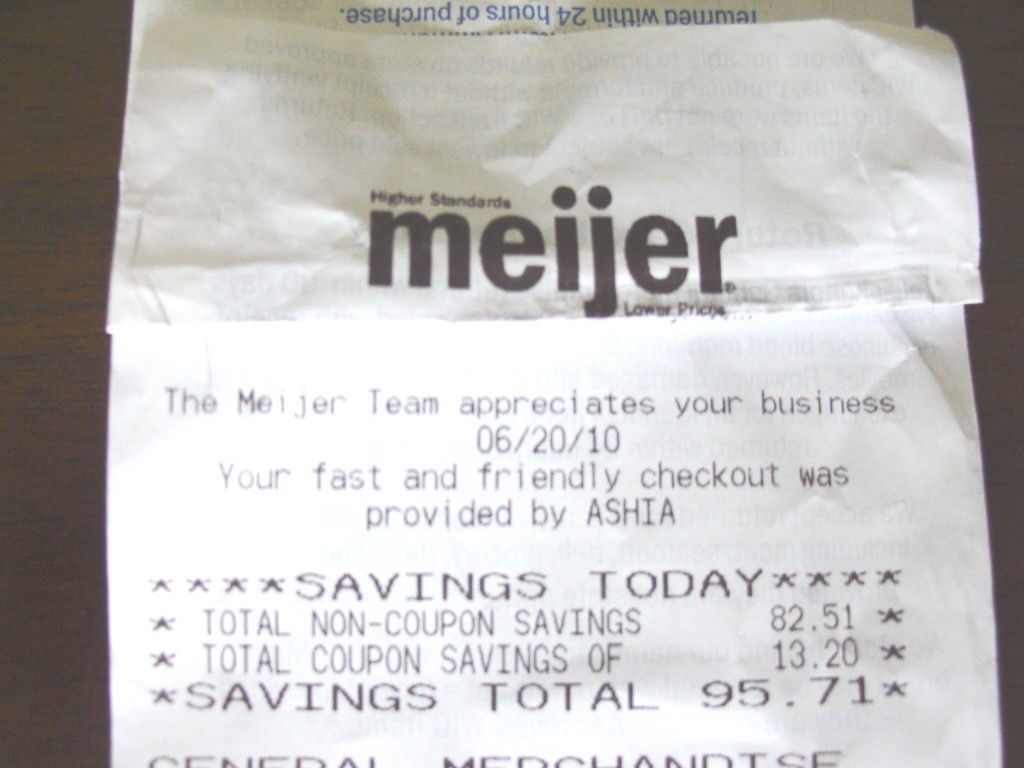 returned within 24 hours of purchase.
Higher Standards
meijer
Lower Prices
The Meijer Team appreciates your business
06/20/10
Your fast and friendly checkout was
provided by ASHIA
****SAVINGS TODAY****
* TOTAL NON-COUPON SAVINGS 82.51 *
* TOTAL COUPON SAVINGS OF 13.20 *
*SAVINGS TOTAL 95.71*
GENERAL MERCHANDISE